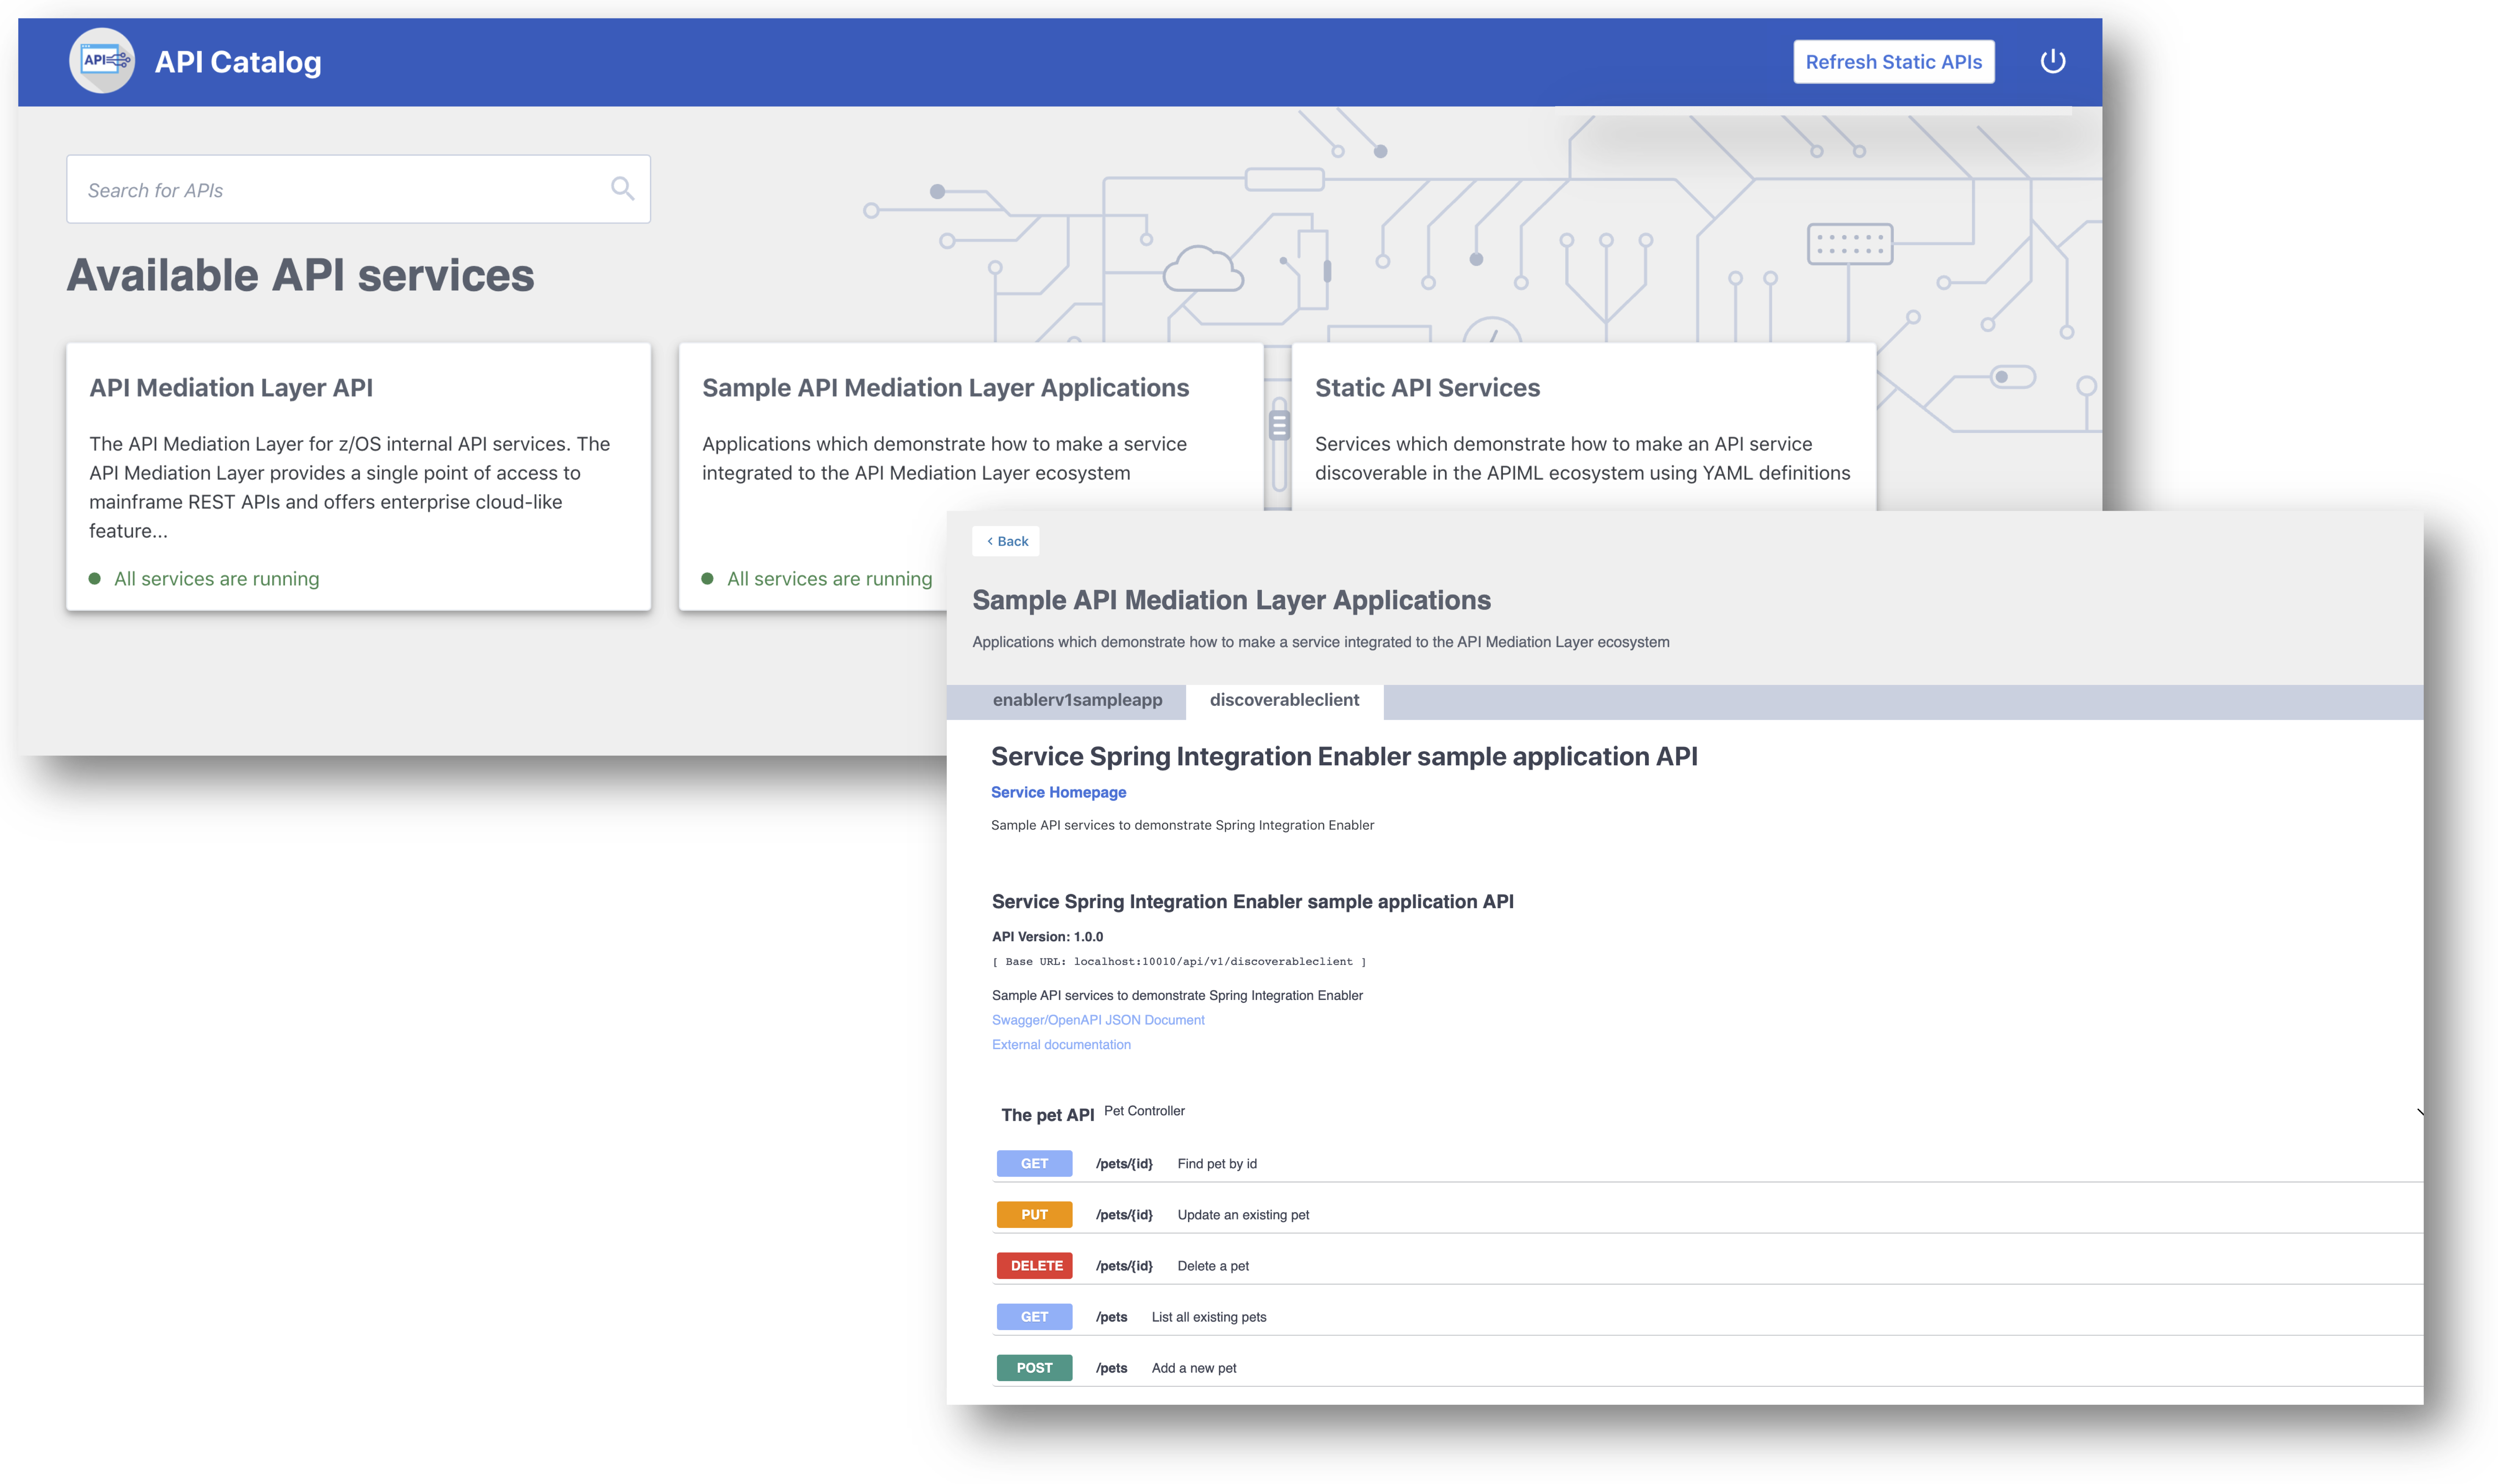 API
API Catalog
Refresh Static APIs
Search for APIs
Available API services
API Mediation Layer API
The API Mediation Layer for z/OS internal API services. The
API Mediation Layer provides a single point of access to
mainframe REST APIs and offers enterprise cloud-like
feature...
All services are running
Sample API Mediation Layer Applications
Applications which demonstrate how to make a service
integrated to the API Mediation Layer ecosystem
All services are running
Static API Services
Services which demonstrate how to make an API service
discoverable in the APIML ecosystem using YAML definitions
< Back
Sample API Mediation Layer Applications
Applications which demonstrate how to make a service integrated to the API Mediation Layer ecosystem
enablerv1sampleapp discoverableclient
Service Spring Integration Enabler sample application API
Service Homepage
Sample API services to demonstrate Spring Integration Enabler
Service Spring Integration Enabler sample application API
API Version: 1.0.0
[ Base URL: localhost:10010/api/v1/discoverableclient ]
Sample API services to demonstrate Spring Integration Enabler
Swagger/OpenAPI JSON Document
External documentation
The pet API Pet Controller
GET /pets/{id} Find pet by id
PUT /pets/{id} Update an existing pet
DELETE /pets/{id} Delete a pet
GET /pets List all existing pets
POST /pets Add a new pet